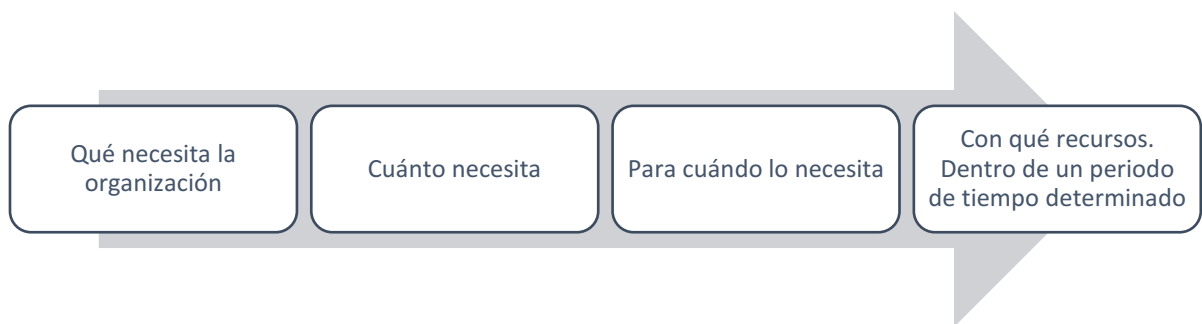 Qué necesita la
organización
Cuánto necesita
Para cuándo lo necesita
Con qué recursos.
Dentro de un periodo
de tiempo determinado